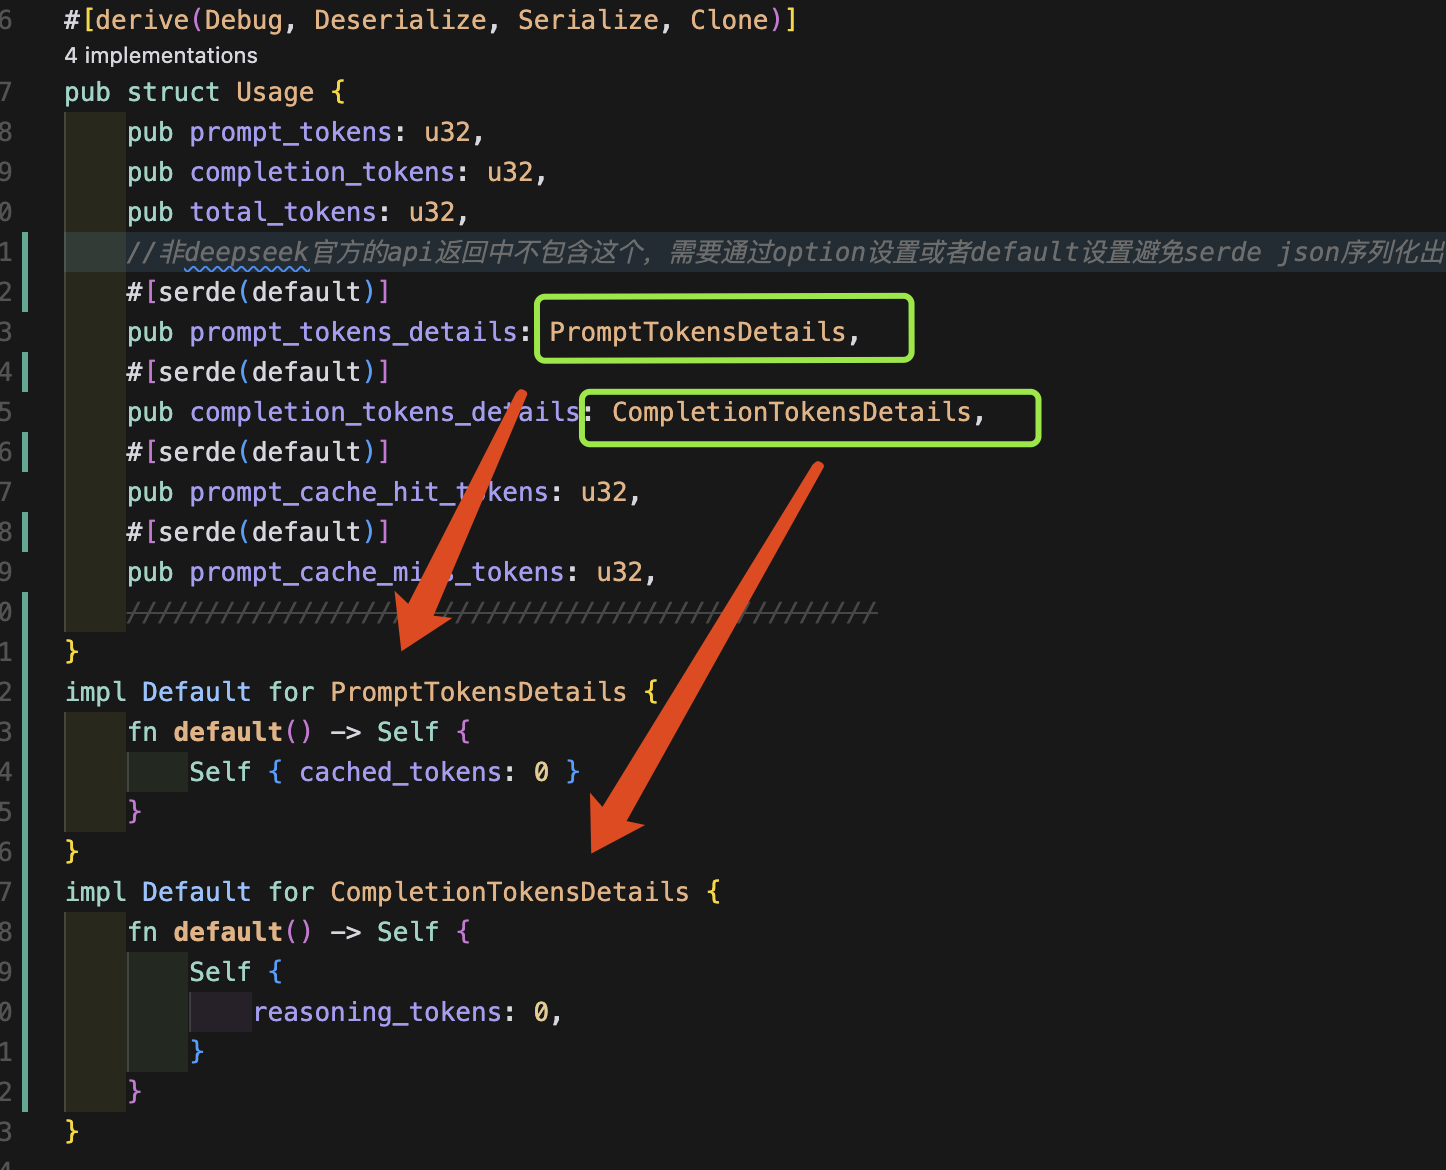 6 #[derive(Debug, Deserialize, Serialize, Clone)]
4 implementations
7 pub struct Usage {
8 pub prompt_tokens: u32,
9 pub completion_tokens: u32,
0 pub total_tokens: u32,
1 //非deepseek官方的api返回中不包含这个，需要通过option设置或者default设置避免serde json序列化出
2 #[serde(default)]
3 pub prompt_tokens_details: PromptTokensDetails,
4 #[serde(default)]
5 pub completion_tokens_details: CompletionTokensDetails,
6 #[serde(default)]
7 pub prompt_cache_hit_tokens: u32,
8 #[serde(default)]
9 pub prompt_cache_miss_tokens: u32,
0 ////////////////////////////////////////////////
1 }
2 impl Default for PromptTokensDetails {
3 fn default() -> Self {
4 Self { cached_tokens: 0 }
5 }
6 }
7 impl Default for CompletionTokensDetails {
8 fn default() -> Self {
9 Self {
0 reasoning_tokens: 0,
1 }
2 }
3 }